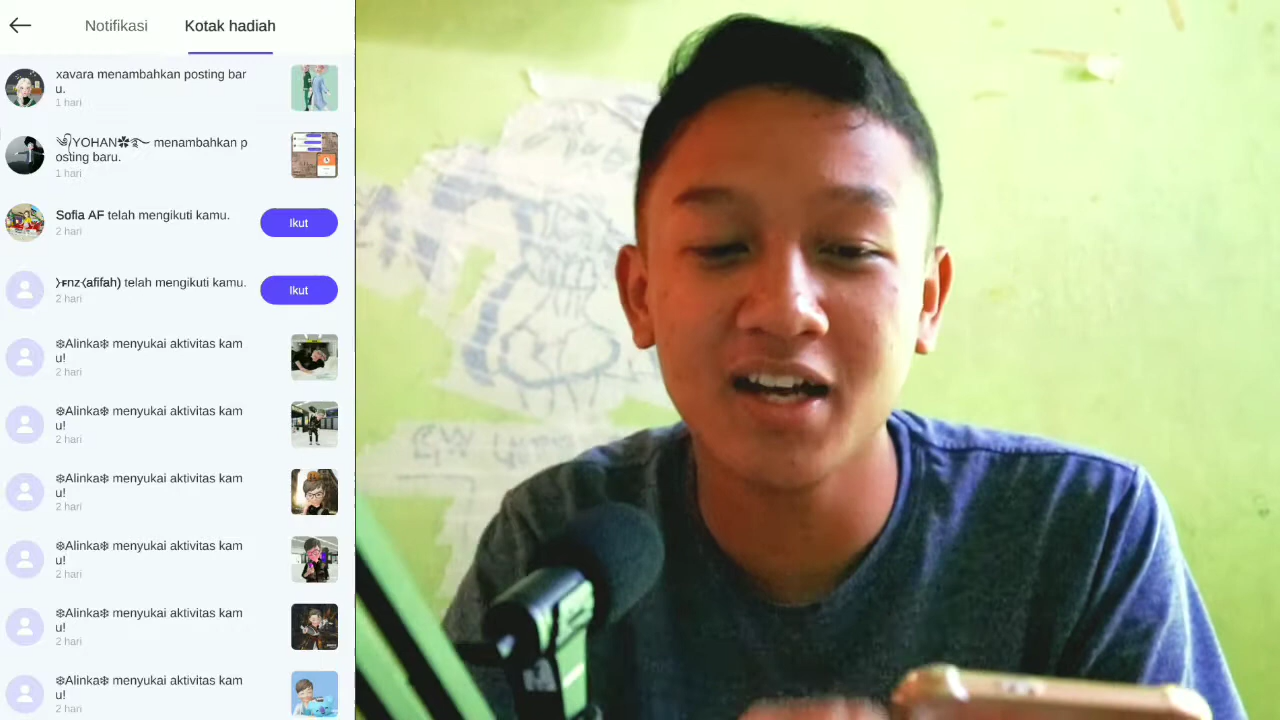 Notifikasi
Kotak hadiah
xavara menambahkan posting bar
u.
1 hari
YOHAN menambahkan p
osting baru.
1 hari
Sofia AF telah mengikuti kamu.
2 hari
Ikut
(afifah) telah mengikuti kamu.
2 hari
Ikut
❄Alinka❄ menyukai aktivitas kam
u!
2 hari
❄Alinka❄ menyukai aktivitas kam
u!
2 hari
❄Alinka❄ menyukai aktivitas kam
u!
2 hari
❄Alinka❄ menyukai aktivitas kam
u!
2 hari
❄Alinka❄ menyukai aktivitas kam
u!
2 hari
❄Alinka❄ menyukai aktivitas kam
u!
2 hari